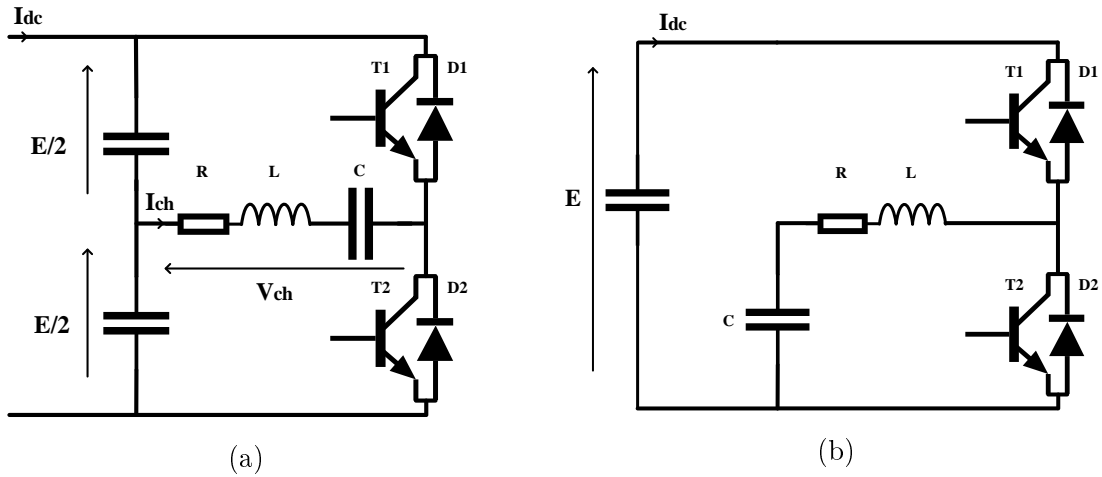 Idc
T1 D1
E/2
R L C
Ich
Vch
T2 D2
E/2
(a)
Idc
T1 D1
R L
E
T2 D2
C
(b)